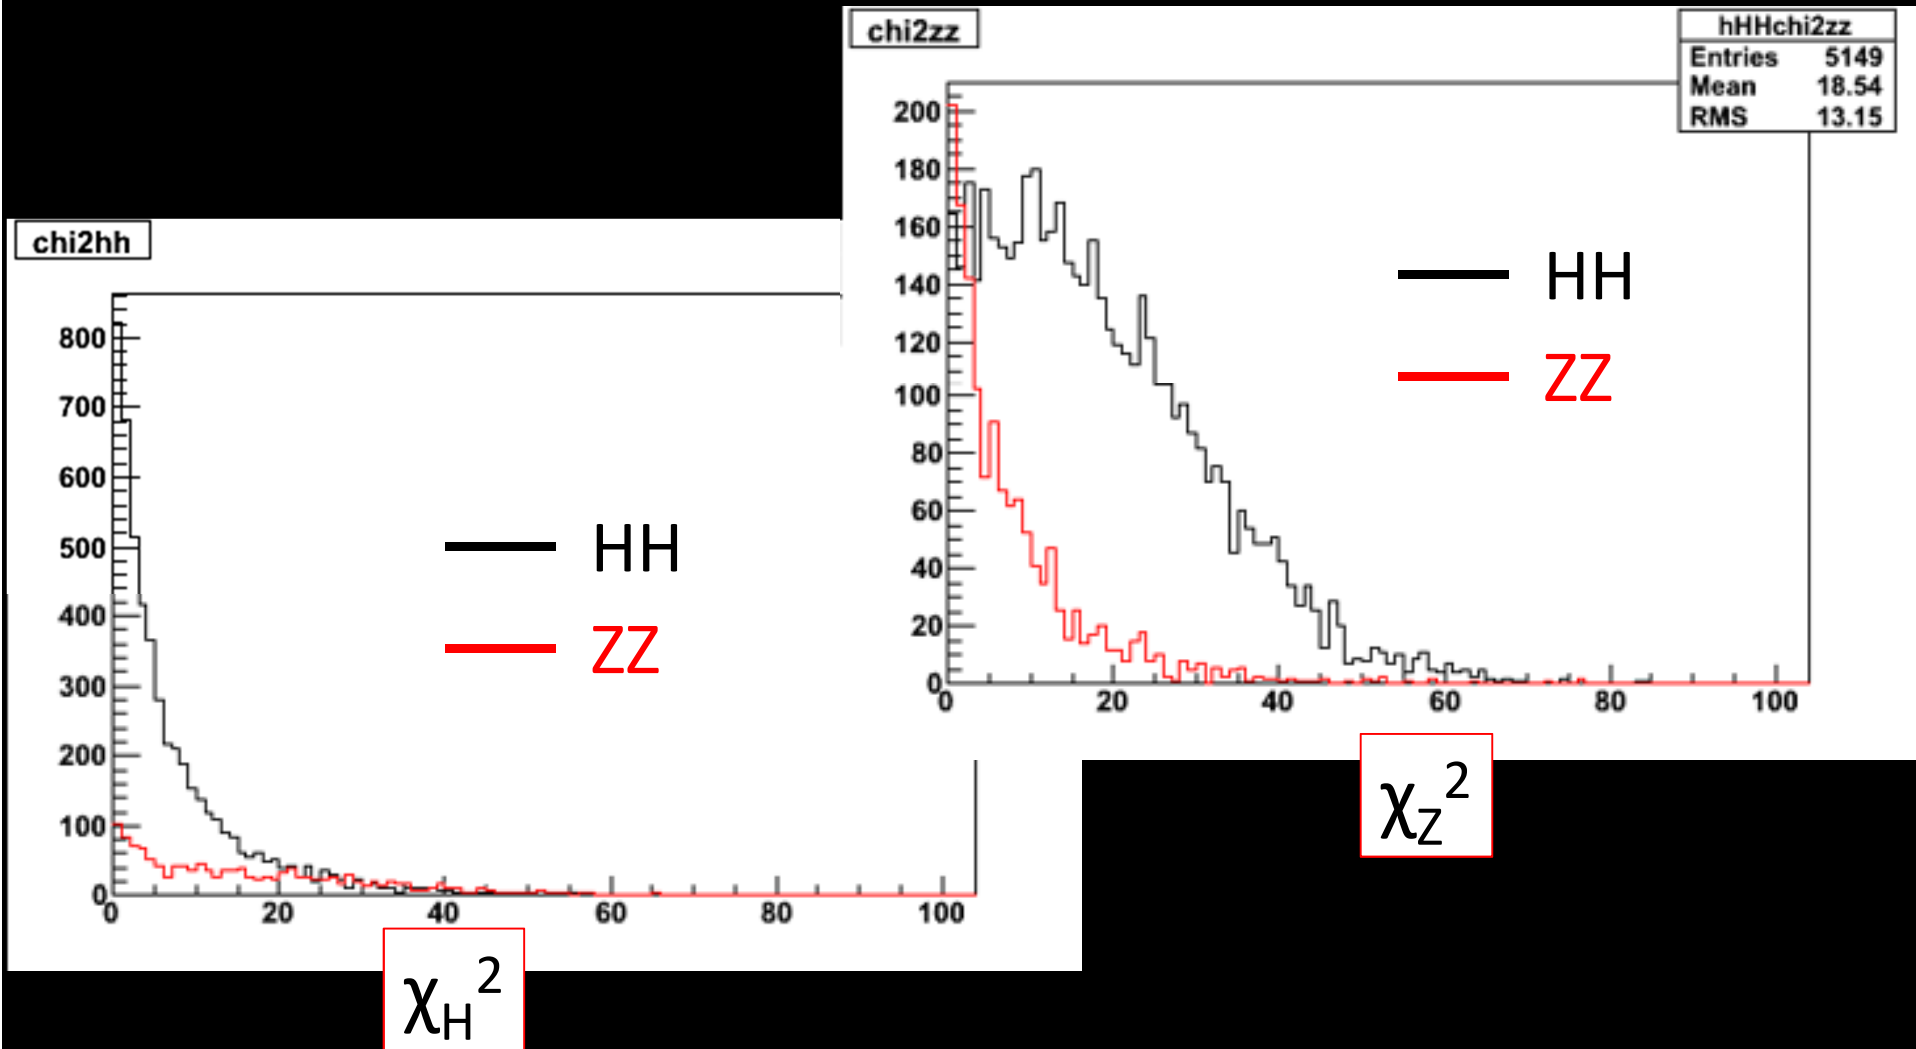 chi2hh
800
700
600
500
400
300
200
100
0
0 20 40 60 80 100
HH
ZZ
χH²
chi2zz
hHHchi2zz
Entries 5149
Mean 18.54
RMS 13.15
200
180
160
140
120
100
80
60
40
20
0
0 20 40 60 80 100
HH
ZZ
χZ²